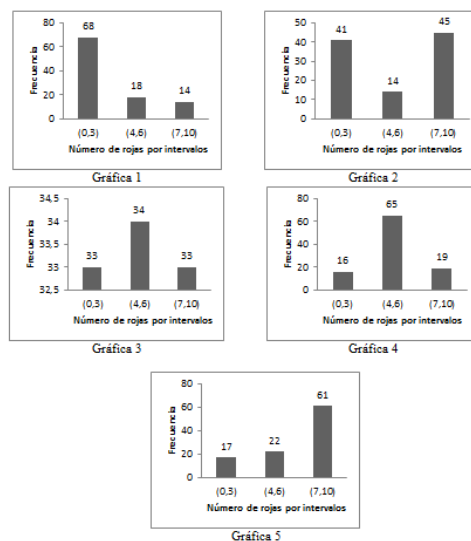 80
60
40
20
0
Frecuencia
68
18
14
(0,3) (4,6) (7,10)
Número de rojas por intervalos
Gráfica 1
50
40
30
20
10
0
Frecuencia
41
14
45
(0,3) (4,6) (7,10)
Número de rojas por intervalos
Gráfica 2
34,5
34
33,5
33
32,5
Frecuencia
33
34
33
(0,3) (4,6) (7,10)
Número de rojas por intervalos
Gráfica 3
80
60
40
20
0
Frecuencia
16
65
19
(0,3) (4,6) (7,10)
Número de rojas por intervalos
Gráfica 4
80
60
40
20
0
Frecuencia
17
22
61
(0,3) (4,6) (7,10)
Número de rojas por intervalos
Gráfica 5